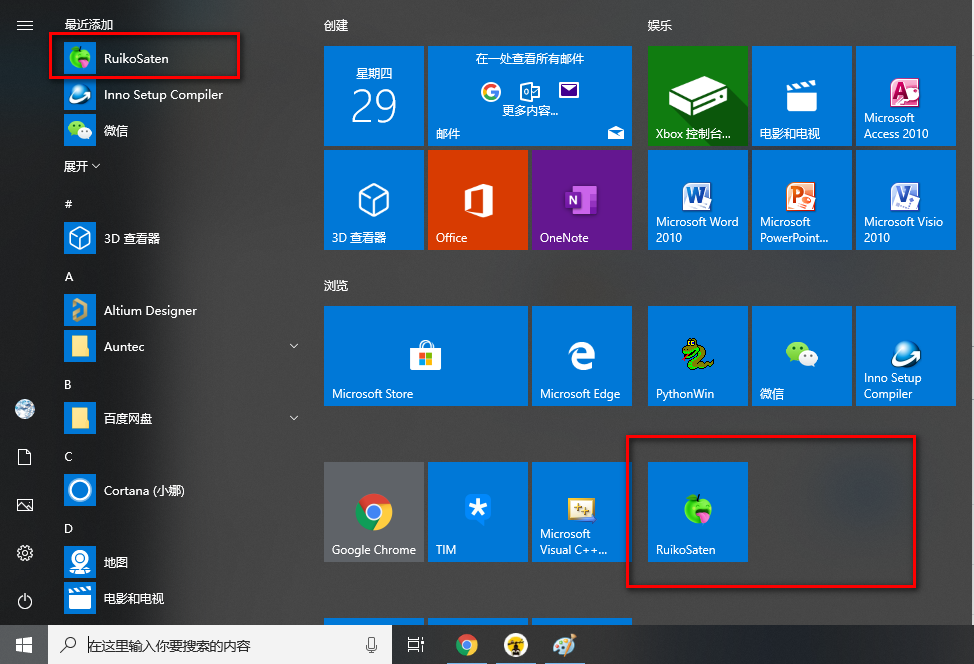 最近添加
RuikoSaten
Inno Setup Compiler
微信
展开
#
3D 查看器
A
Altium Designer
Auntec
B
百度网盘
C
Cortana (小娜)
D
地图
电影和电视
创建
星期四
29
在一处查看所有邮件
更多内容...
邮件
3D 查看器
Office
OneNote
娱乐
Xbox 控制台...
电影和电视
Microsoft
Access 2010
Microsoft Word
2010
Microsoft
PowerPoint...
Microsoft Visio
2010
浏览
Microsoft Store
Microsoft Edge
PythonWin
微信
Inno Setup
Compiler
Google Chrome
TIM
Microsoft
Visual C++...
RuikoSaten
在这里输入你要搜索的内容